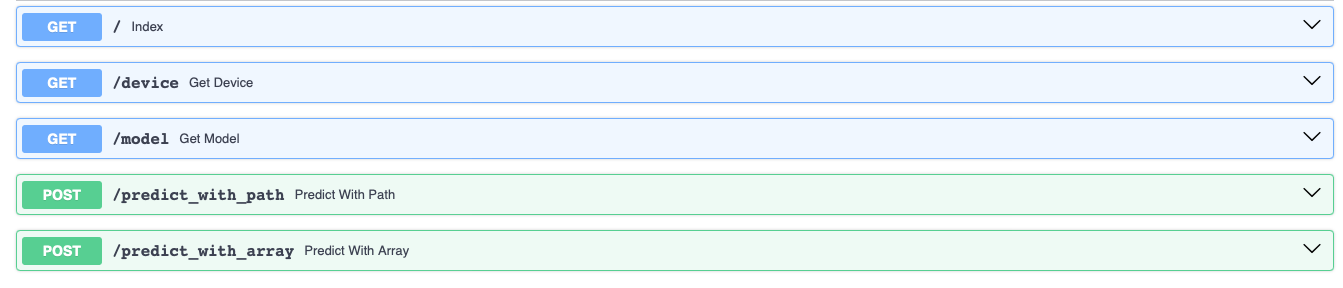 GET / Index
GET /device Get Device
GET /model Get Model
POST /predict_with_path Predict With Path
POST /predict_with_array Predict With Array